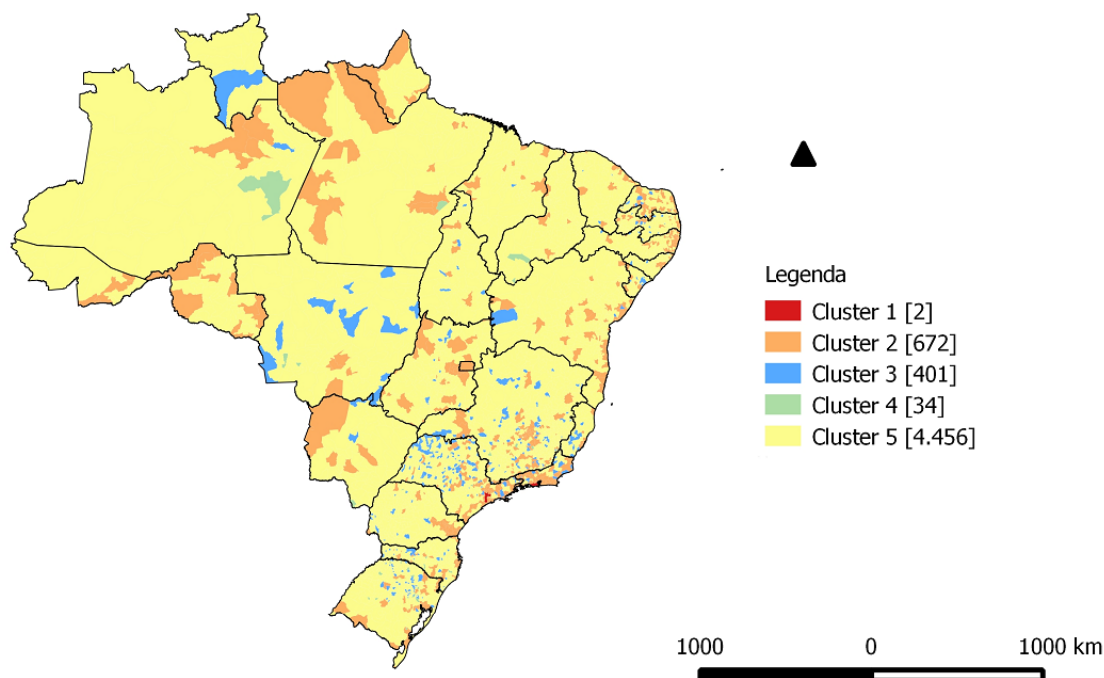 Legenda
Cluster 1 [2]
Cluster 2 [672]
Cluster 3 [401]
Cluster 4 [34]
Cluster 5 [4.456]
1000 0 1000 km